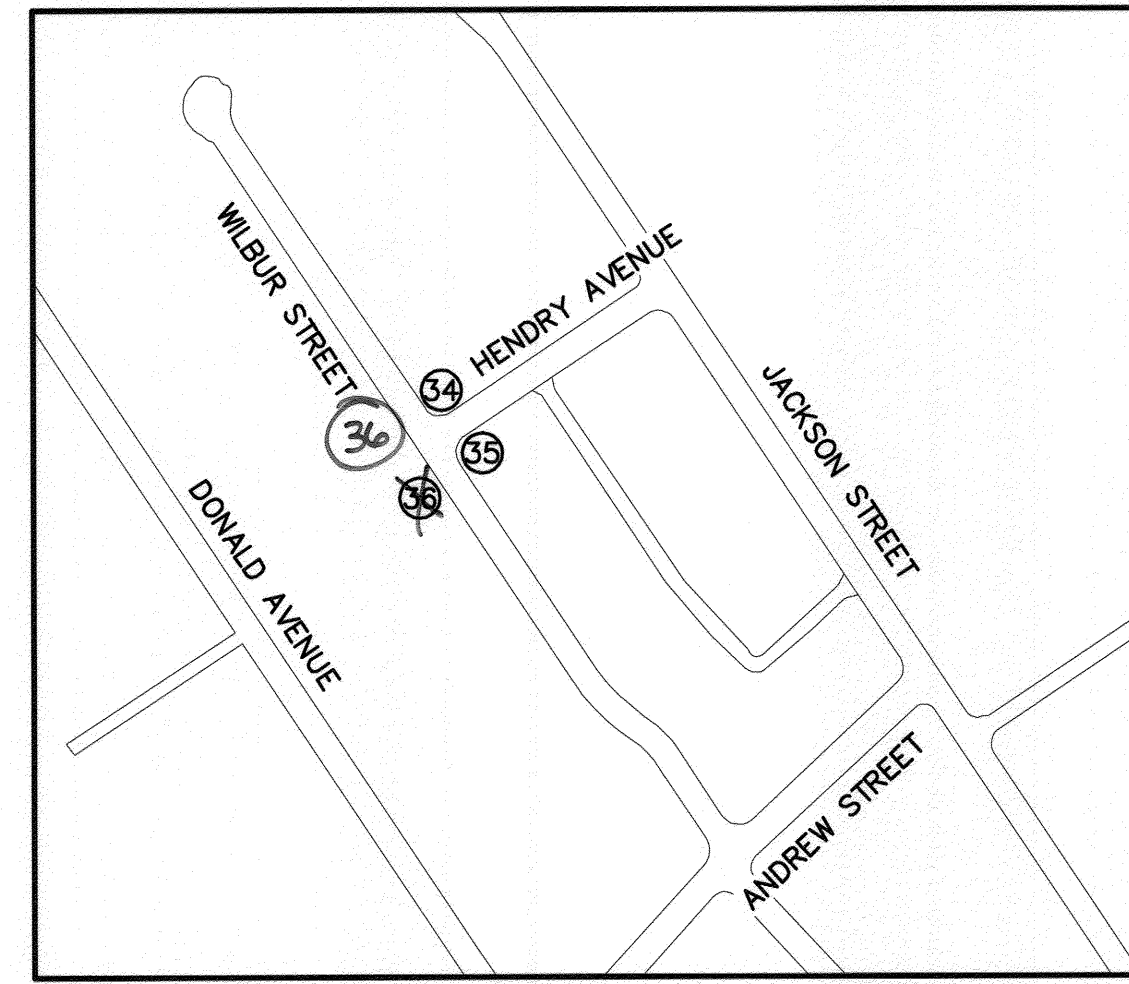 WILBUR STREET
HENDRY AVENUE
34
36
35
36
JACKSON STREET
DONALD AVENUE
ANDREW STREET